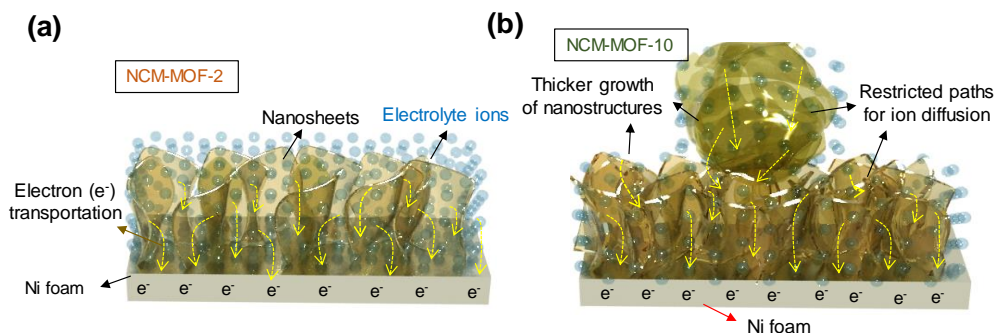 (a)
NCM-MOF-2
Nanosheets
Electrolyte ions
Electron (e-)
transportation
Ni foam
e- e- e- e- e- e- e- e-
(b)
NCM-MOF-10
Thicker growth
of nanostructures
Restricted paths
for ion diffusion
e- e- e- e- e- e- e- e- e-
Ni foam